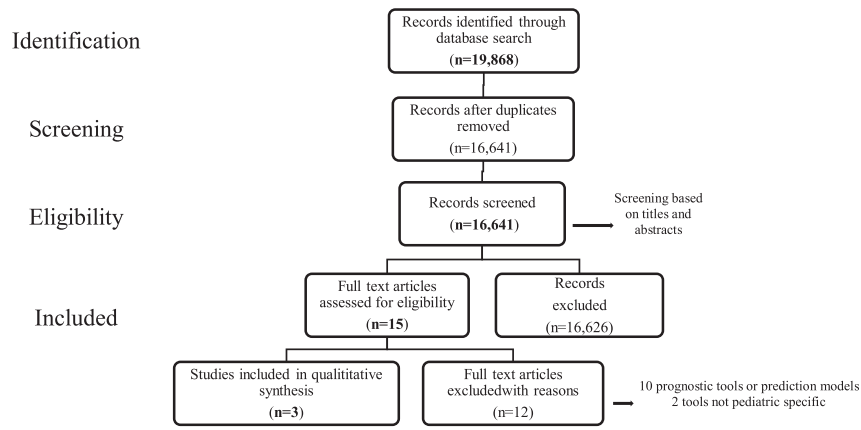 Identification
Records identified through
database search
(n=19,868)
Screening
Records after duplicates
removed
(n=16,641)
Eligibility
Records screened
(n=16,641)
Screening based
on titles and
abstracts
Included
Full text articles
assessed for eligibility
(n=15)
Records
excluded
(n=16,626)
Studies included in qualititative
synthesis
(n=3)
Full text articles
excludedwith reasons
(n=12)
10 prognostic tools or prediction models
2 tools not pediatric specific